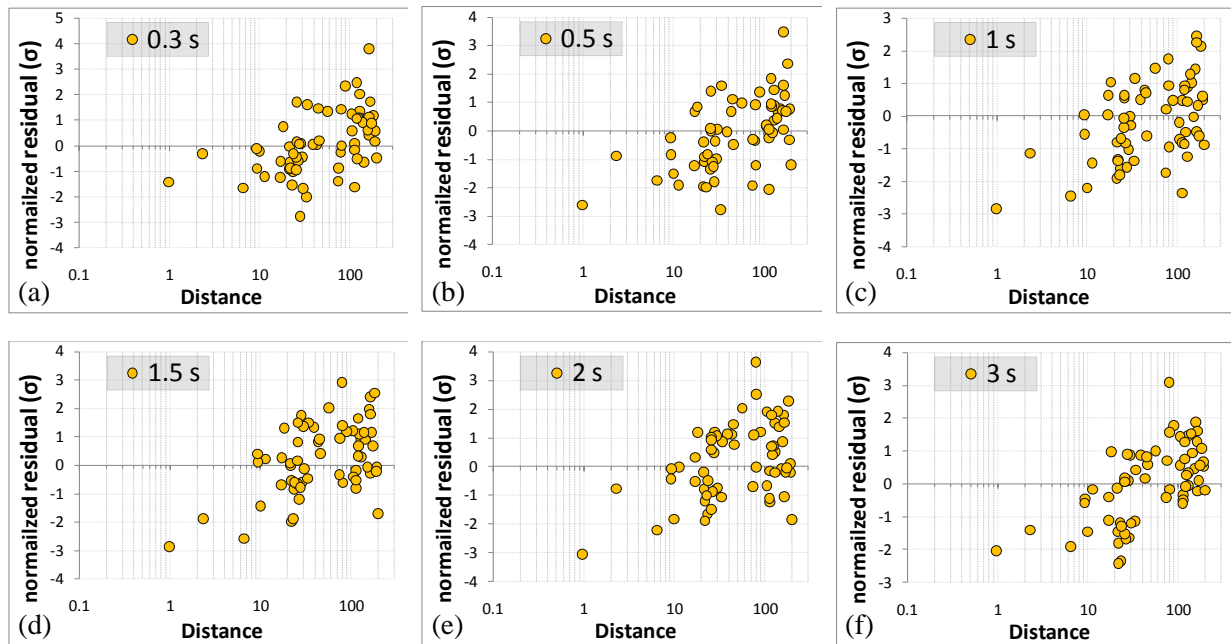 normailzed residual (σ)
0.3 s
5
4
3
2
1
0
-1
-2
-3
-4
0.1 1 10 100
Distance
(a)
normailzed residual (σ)
0.5 s
4
3
2
1
0
-1
-2
-3
-4
0.1 1 10 100
Distance
(b)
normailzed residual (σ)
1 s
3
2
1
0
-1
-2
-3
-4
0.1 1 10 100
Distance
(c)
normailzed residual (σ)
1.5 s
4
3
2
1
0
-1
-2
-3
-4
0.1 1 10 100
Distance
(d)
normailzed residual (σ)
2 s
4
3
2
1
0
-1
-2
-3
-4
0.1 1 10 100
Distance
(e)
normailzed residual (σ)
3 s
4
3
2
1
0
-1
-2
-3
0.1 1 10 100
Distance
(f)